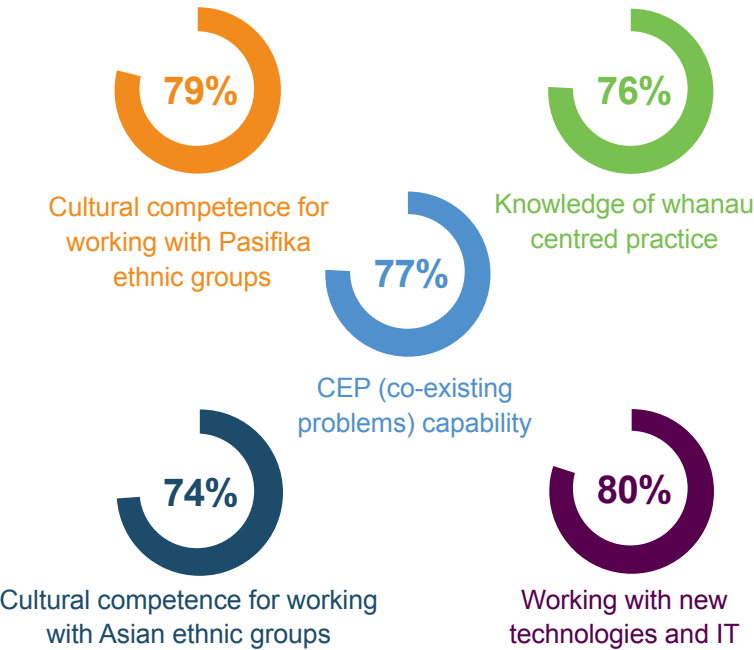 79%
Cultural competence for
working with Pasifika
ethnic groups
76%
Knowledge of whanau
centred practice
77%
CEP (co-existing
problems) capability
74%
Cultural competence for working
with Asian ethnic groups
80%
Working with new
technologies and IT